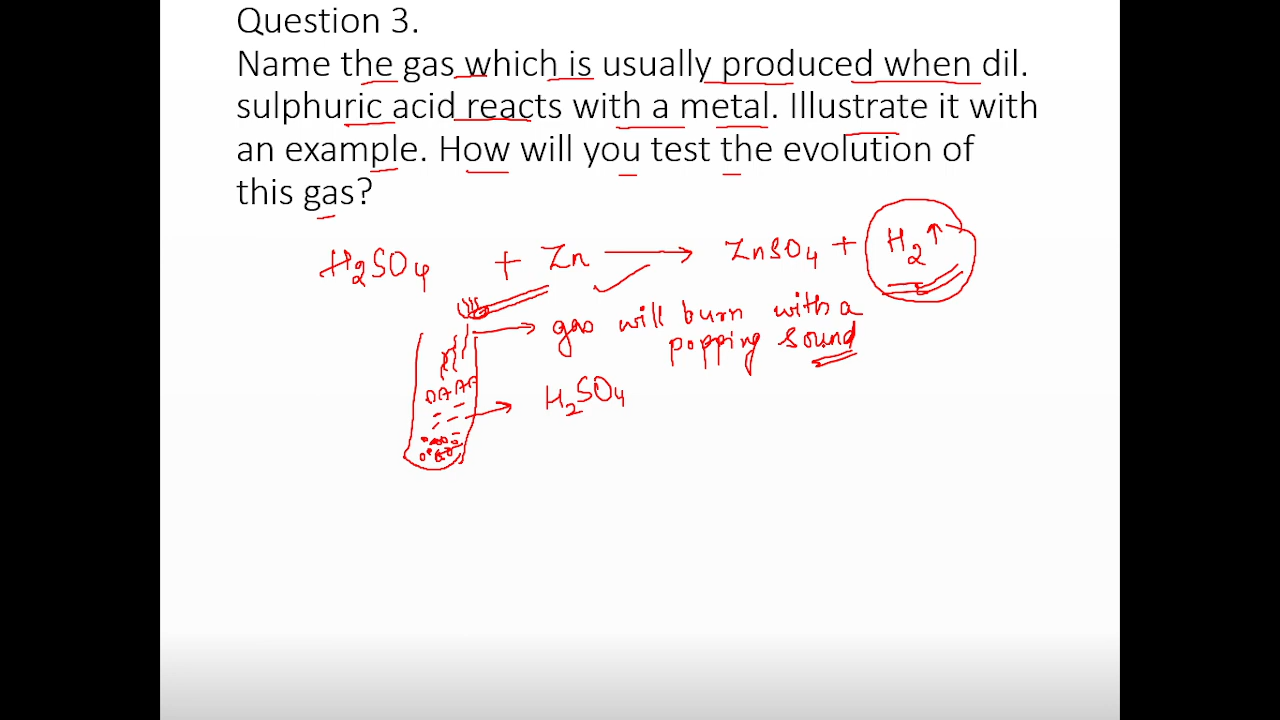 Question 3.
Name the gas which is usually produced when dil.
sulphuric acid reacts with a metal. Illustrate it with
an example. How will you test the evolution of
this gas?
H₂SO₄ + Zn ⟶ ZnSO₄ + H₂↑
gas will burn with a
popping sound
H₂SO₄